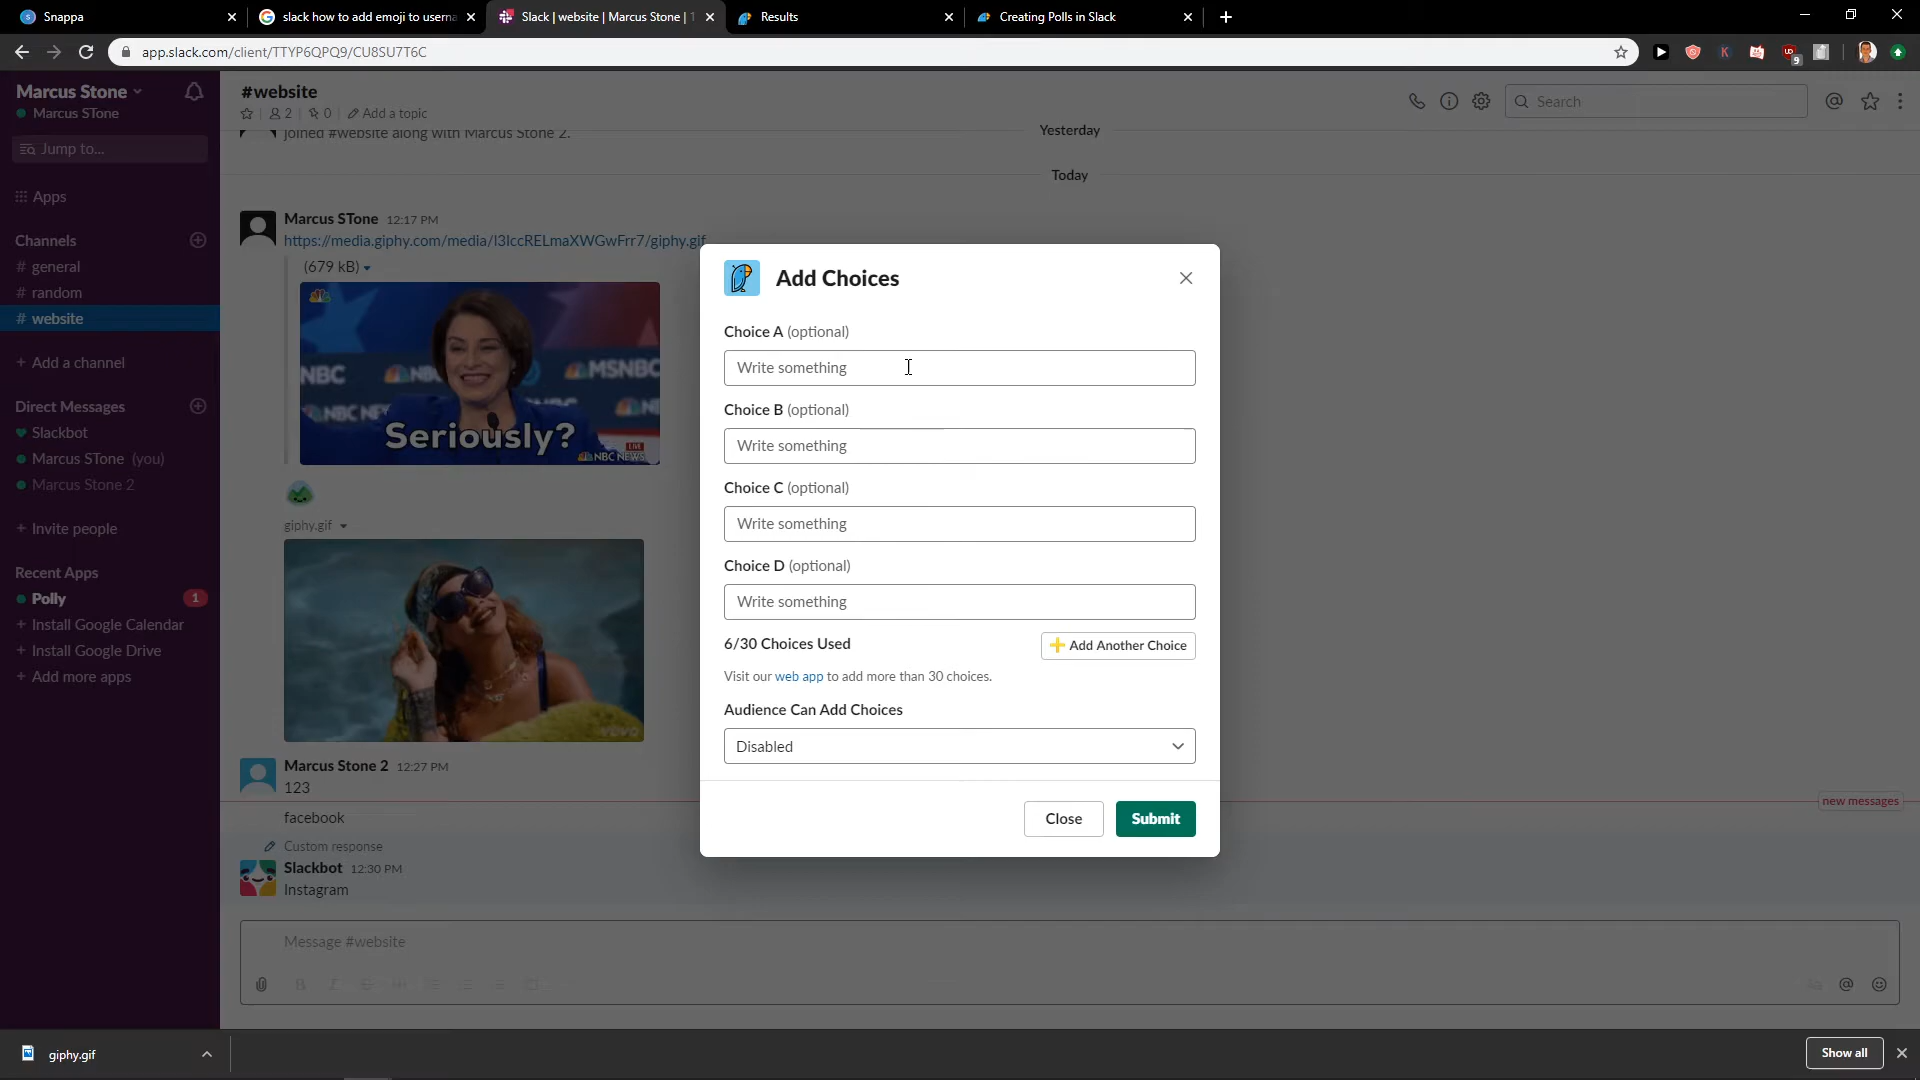 Snappa
slack how to add emoji to userna
Slack | website | Marcus Stone | 1
Results
Creating Polls in Slack
app.slack.com/client/TTYP6QPQ9/CU8SU7T6C
9
Marcus Stone
Marcus STone
Jump to...
Apps
Channels
# general
# random
# website
+ Add a channel
Direct Messages
Slackbot
Marcus STone (you)
Marcus Stone 2
+ Invite people
Recent Apps
Polly 1
+ Install Google Calendar
+ Install Google Drive
+ Add more apps
#website
2 0 Add a topic
Search
joined #website along with Marcus Stone 2.
Yesterday
Today
Marcus STone 12:17 PM
https://media.giphy.com/media/l3IccRELmaXWGwFrr7/giphy.gif
(679 kB)
NBC
MSNBC
Seriously?
LIVE
NBC NEWS
giphy.gif
vevo
Marcus Stone 2 12:27 PM
123
new messages
facebook
Custom response
Slackbot 12:30 PM
Instagram
Message #website
Add Choices
Choice A (optional)
Write something
Choice B (optional)
Write something
Choice C (optional)
Write something
Choice D (optional)
Write something
6/30 Choices Used
Add Another Choice
Visit our web app to add more than 30 choices.
Audience Can Add Choices
Disabled
Close
Submit
giphy.gif
Show all